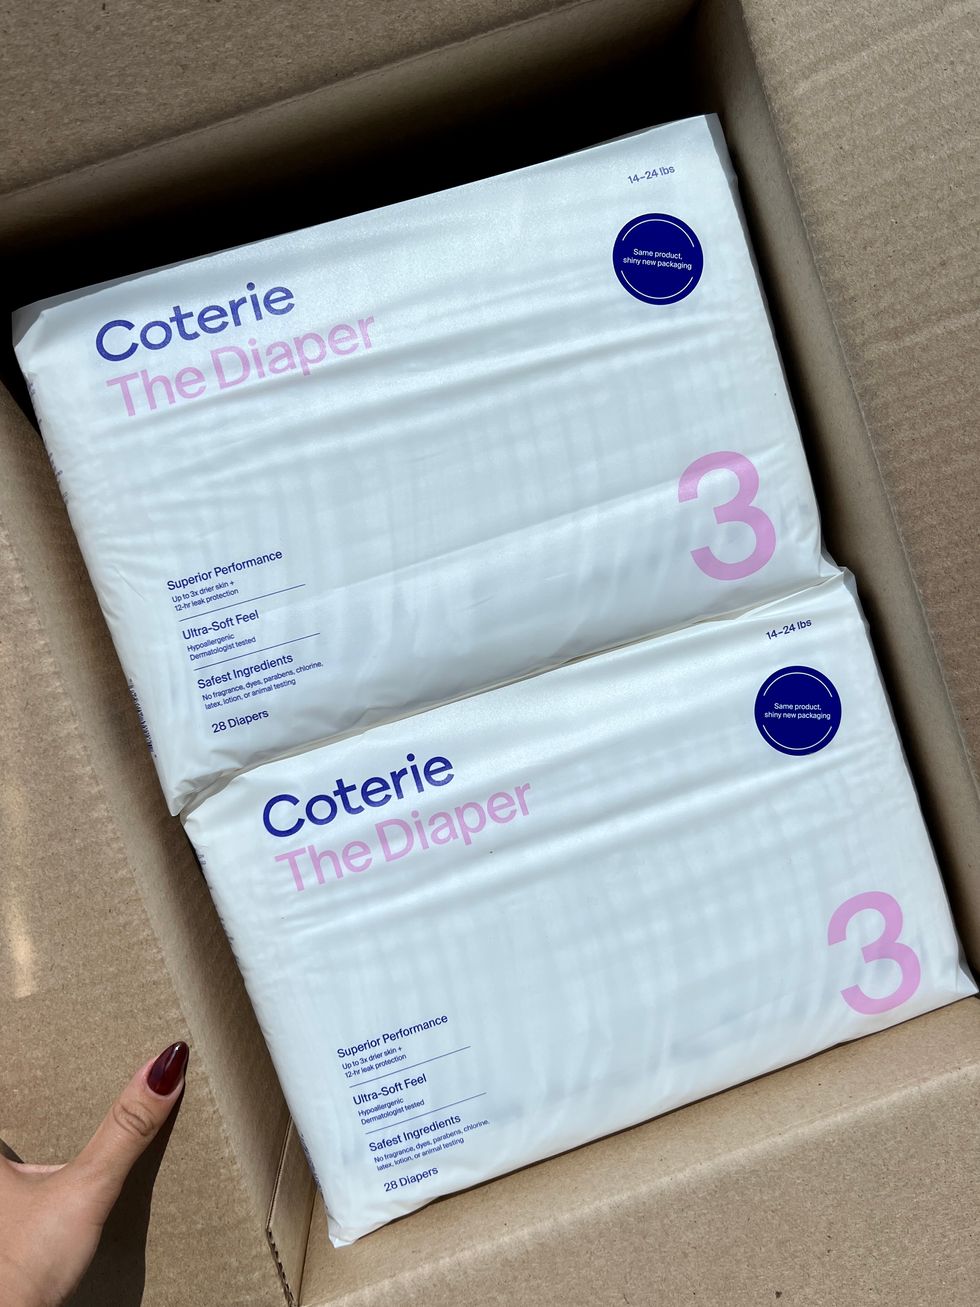 14–24 lbs
Same product,
shiny new packaging
Coterie
The Diaper
3
Superior Performance
Up to 3x drier skin +
12-hr leak protection
Ultra-Soft Feel
Hypoallergenic
Dermatologist tested
Safest Ingredients
No fragrance, dyes, parabens, chlorine,
latex, lotion, or animal testing
28 Diapers
14–24 lbs
Same product,
shiny new packaging
Coterie
The Diaper
3
Superior Performance
Up to 3x drier skin +
12-hr leak protection
Ultra-Soft Feel
Hypoallergenic
Dermatologist tested
Safest Ingredients
No fragrance, dyes, parabens, chlorine,
latex, lotion, or animal testing
28 Diapers